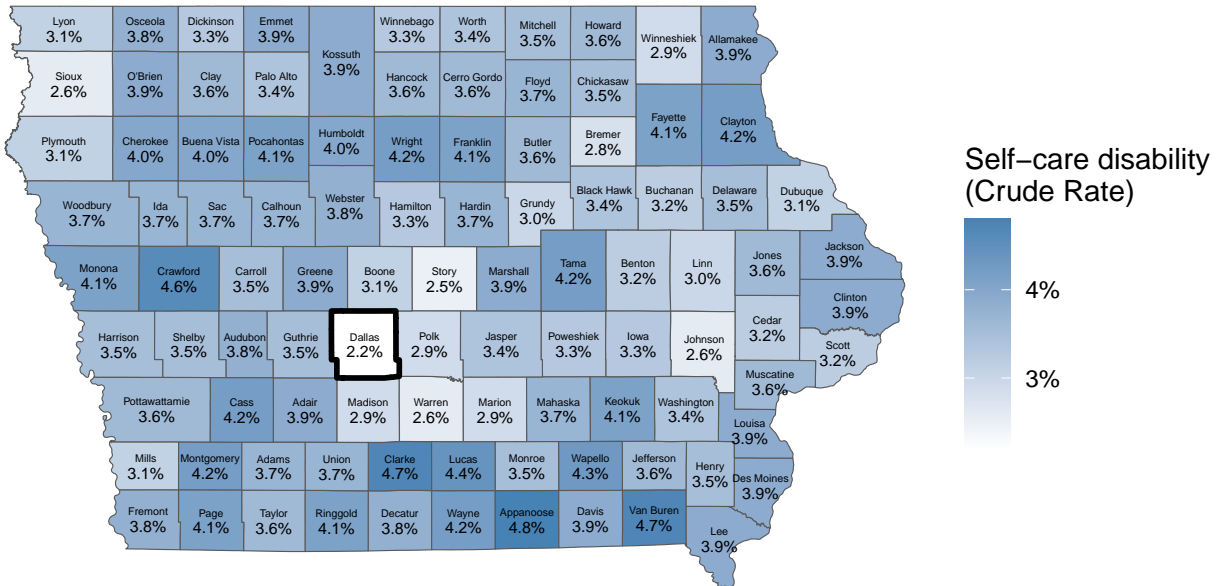 Lyon
3.1%
Osceola
3.8%
Dickinson
3.3%
Emmet
3.9%
Kossuth
3.9%
Winnebago
3.3%
Worth
3.4%
Mitchell
3.5%
Howard
3.6%
Winneshiek
2.9%
Allamakee
3.9%
Sioux
2.6%
O'Brien
3.9%
Clay
3.6%
Palo Alto
3.4%
Hancock
3.6%
Cerro Gordo
3.6%
Floyd
3.7%
Chickasaw
3.5%
Fayette
4.1%
Clayton
4.2%
Plymouth
3.1%
Cherokee
4.0%
Buena Vista
4.0%
Pocahontas
4.1%
Humboldt
4.0%
Wright
4.2%
Franklin
4.1%
Butler
3.6%
Bremer
2.8%
Woodbury
3.7%
Ida
3.7%
Sac
3.7%
Calhoun
3.7%
Webster
3.8%
Hamilton
3.3%
Hardin
3.7%
Grundy
3.0%
Black Hawk
3.4%
Buchanan
3.2%
Delaware
3.5%
Dubuque
3.1%
Monona
4.1%
Crawford
4.6%
Carroll
3.5%
Greene
3.9%
Boone
3.1%
Story
2.5%
Marshall
3.9%
Tama
4.2%
Benton
3.2%
Linn
3.0%
Jones
3.6%
Jackson
3.9%
Clinton
3.9%
Harrison
3.5%
Shelby
3.5%
Audubon
3.8%
Guthrie
3.5%
Dallas
2.2%
Polk
2.9%
Jasper
3.4%
Poweshiek
3.3%
Iowa
3.3%
Johnson
2.6%
Cedar
3.2%
Scott
3.2%
Muscatine
3.6%
Pottawattamie
3.6%
Cass
4.2%
Adair
3.9%
Madison
2.9%
Warren
2.6%
Marion
2.9%
Mahaska
3.7%
Keokuk
4.1%
Washington
3.4%
Louisa
3.9%
Mills
3.1%
Montgomery
4.2%
Adams
3.7%
Union
3.7%
Clarke
4.7%
Lucas
4.4%
Monroe
3.5%
Wapello
4.3%
Jefferson
3.6%
Henry
3.5%
Des Moines
3.9%
Fremont
3.8%
Page
4.1%
Taylor
3.6%
Ringgold
4.1%
Decatur
3.8%
Wayne
4.2%
Appanoose
4.8%
Davis
3.9%
Van Buren
4.7%
Lee
3.9%
Self−care disability
(Crude Rate)
4%
3%